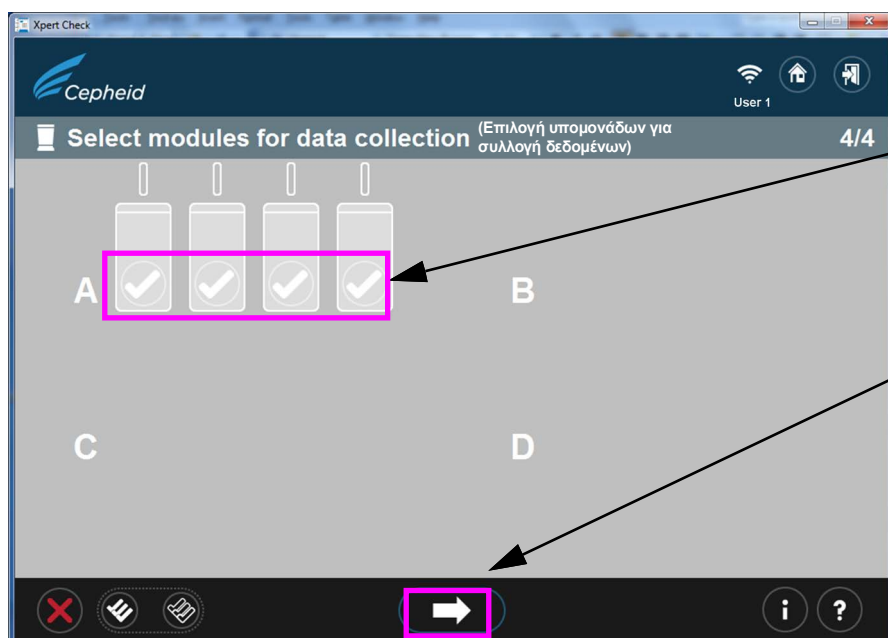 Xpert Check
Cepheid
User 1
Select modules for data collection
(Επιλογή υπομονάδων για
συλλογή δεδομένων)
4/4
A
B
C
D
i
?